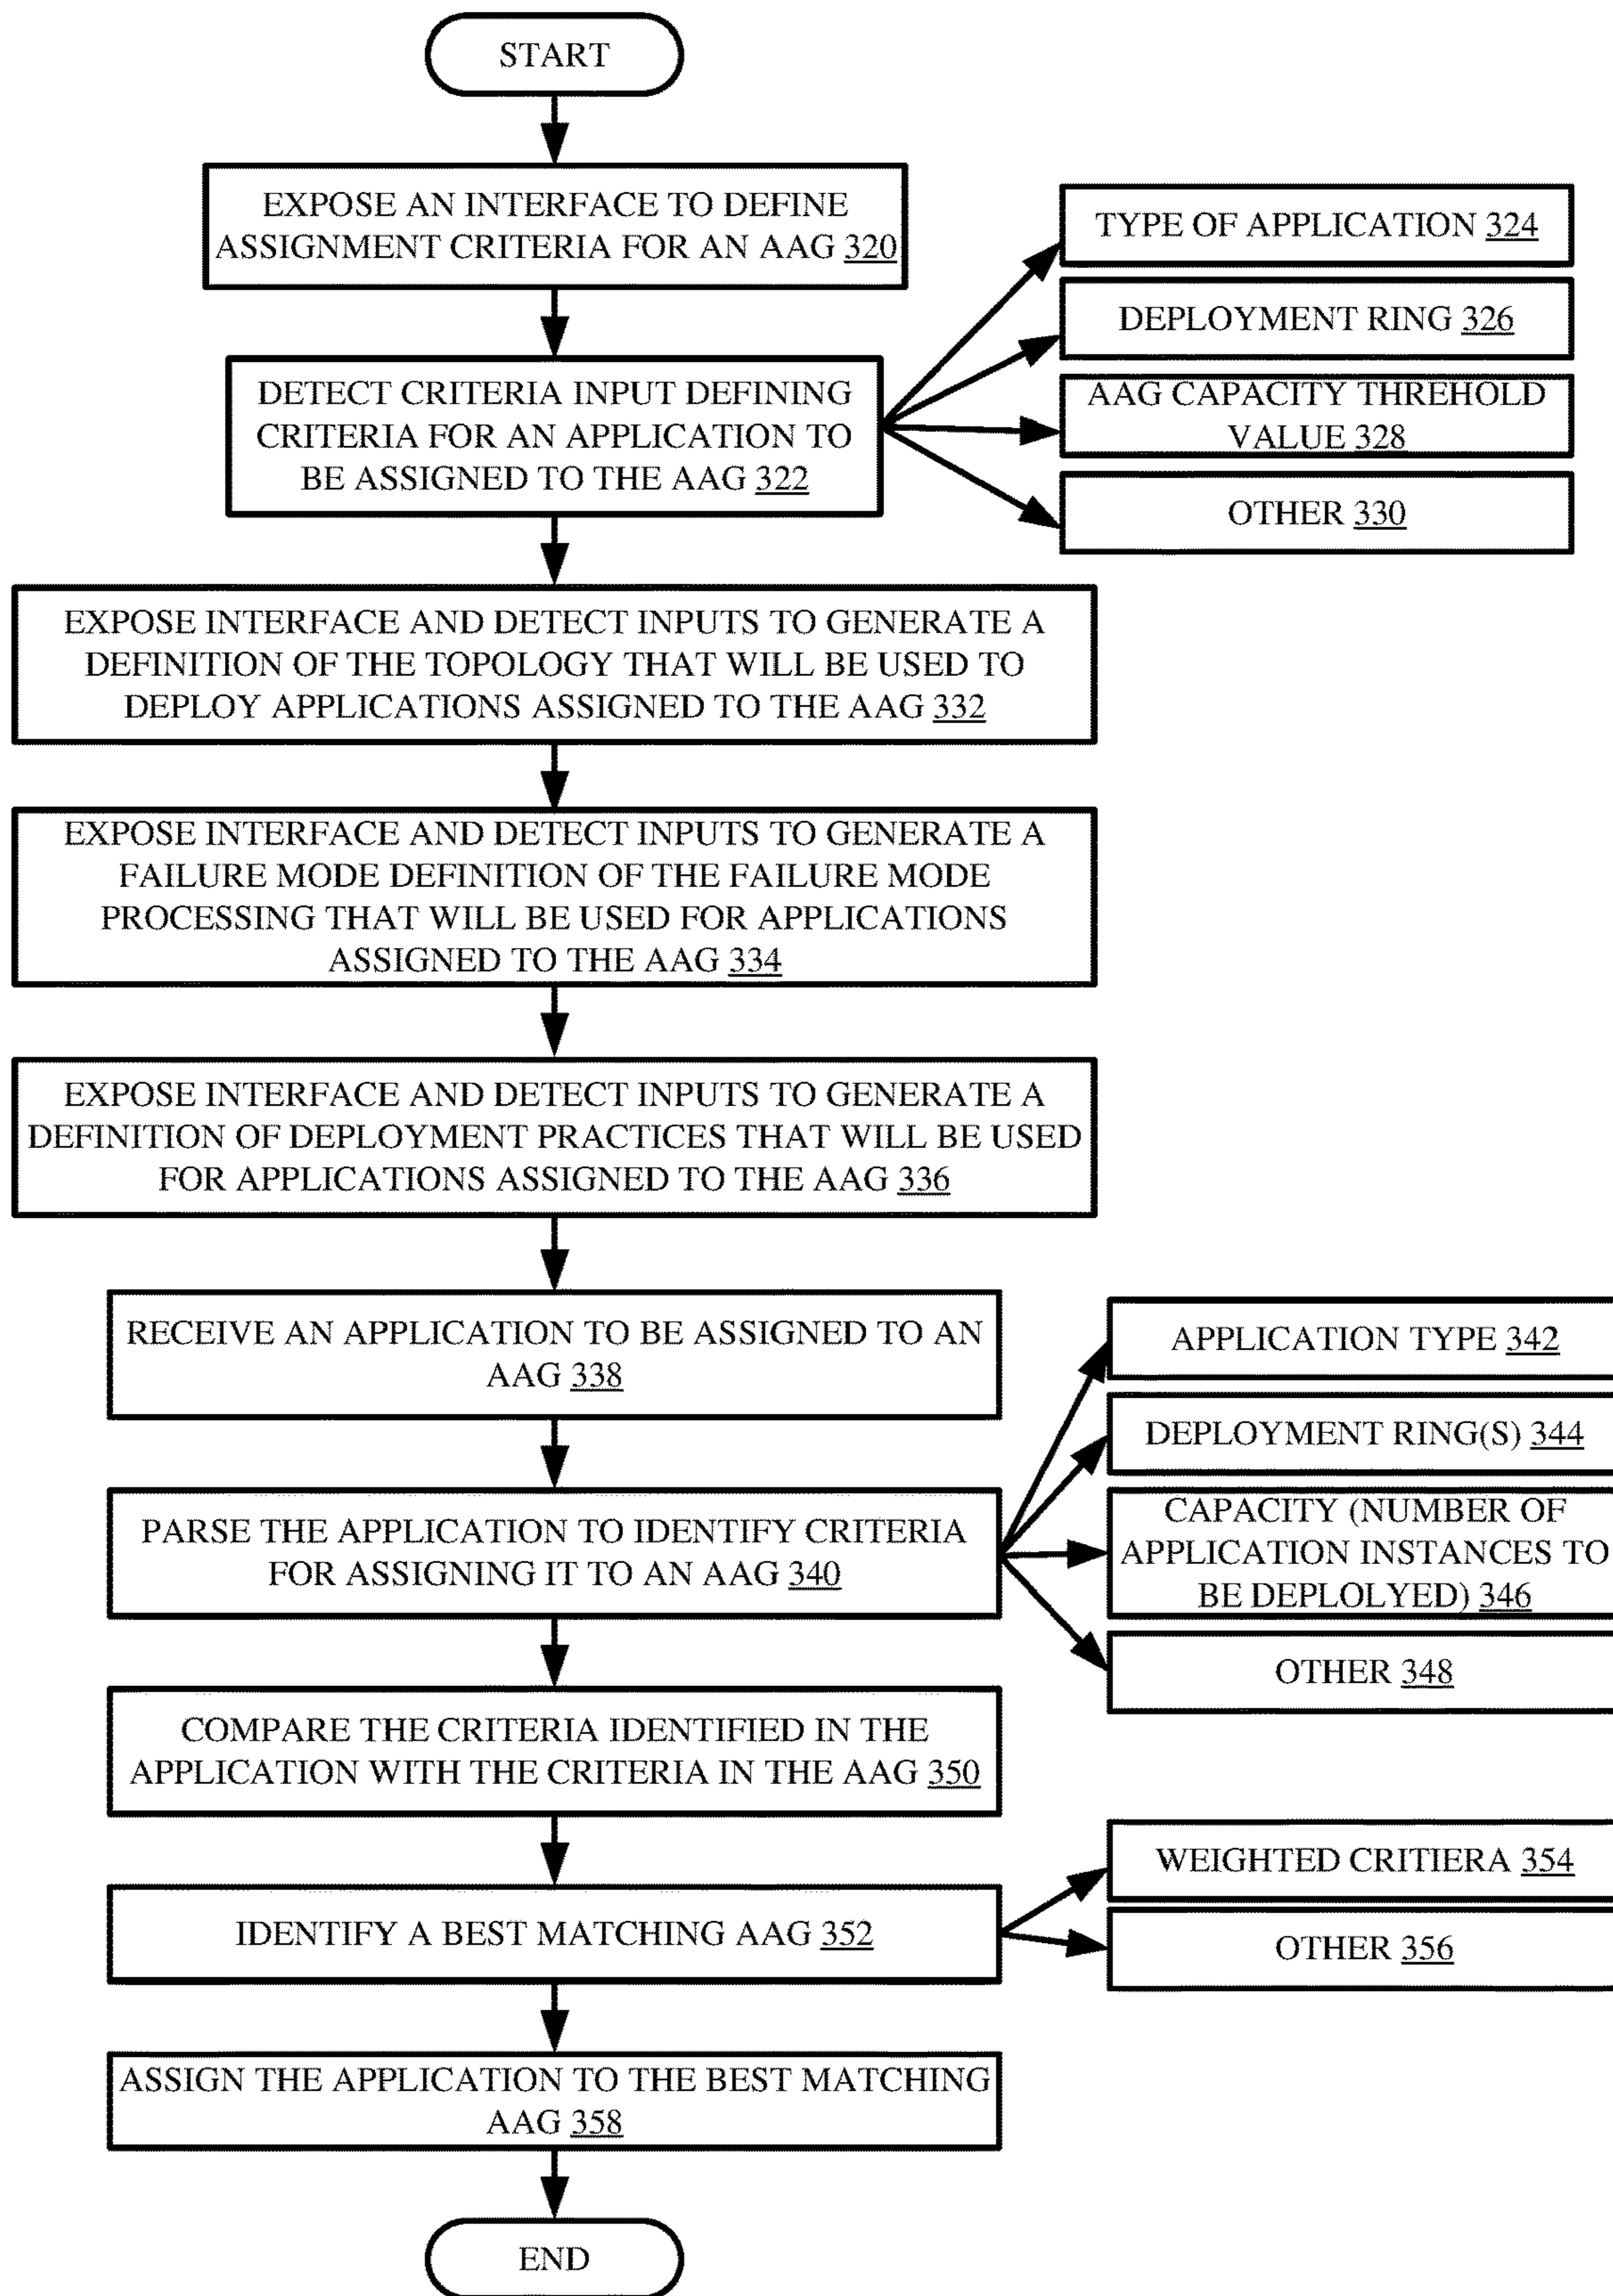 START
EXPOSE AN INTERFACE TO DEFINE
ASSIGNMENT CRITERIA FOR AN AAG 320
TYPE OF APPLICATION 324
DEPLOYMENT RING 326
AAG CAPACITY THREHOLD
VALUE 328
OTHER 330
DETECT CRITERIA INPUT DEFINING
CRITERIA FOR AN APPLICATION TO
BE ASSIGNED TO THE AAG 322
EXPOSE INTERFACE AND DETECT INPUTS TO GENERATE A
DEFINITION OF THE TOPOLOGY THAT WILL BE USED TO
DEPLOY APPLICATIONS ASSIGNED TO THE AAG 332
EXPOSE INTERFACE AND DETECT INPUTS TO GENERATE A
FAILURE MODE DEFINITION OF THE FAILURE MODE
PROCESSING THAT WILL BE USED FOR APPLICATIONS
ASSIGNED TO THE AAG 334
EXPOSE INTERFACE AND DETECT INPUTS TO GENERATE A
DEFINITION OF DEPLOYMENT PRACTICES THAT WILL BE USED
FOR APPLICATIONS ASSIGNED TO THE AAG 336
RECEIVE AN APPLICATION TO BE ASSIGNED TO AN
AAG 338
PARSE THE APPLICATION TO IDENTIFY CRITERIA
FOR ASSIGNING IT TO AN AAG 340
APPLICATION TYPE 342
DEPLOYMENT RING(S) 344
CAPACITY (NUMBER OF
APPLICATION INSTANCES TO
BE DEPLOLYED) 346
OTHER 348
COMPARE THE CRITERIA IDENTIFIED IN THE
APPLICATION WITH THE CRITERIA IN THE AAG 350
IDENTIFY A BEST MATCHING AAG 352
WEIGHTED CRITIERA 354
OTHER 356
ASSIGN THE APPLICATION TO THE BEST MATCHING
AAG 358
END